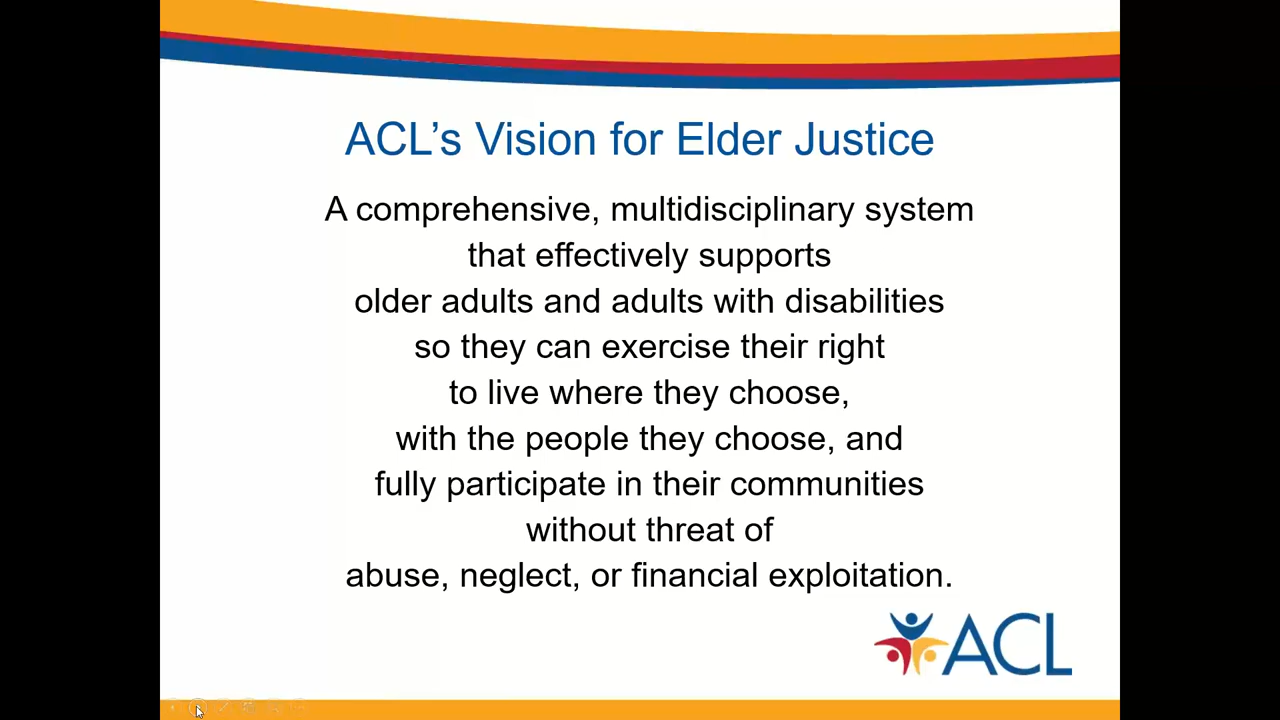 ACL’s Vision for Elder Justice
A comprehensive, multidisciplinary system
that effectively supports
older adults and adults with disabilities
so they can exercise their right
to live where they choose,
with the people they choose, and
fully participate in their communities
without threat of
abuse, neglect, or financial exploitation.
ACL